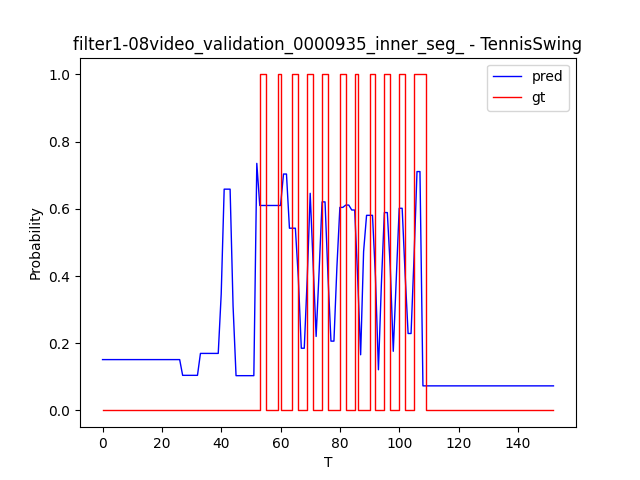 filter1-08video_validation_0000935_inner_seg_ - TennisSwing
pred
gt
1.0
0.8
0.6
0.4
0.2
0.0
Probability
0 20 40 60 80 100 120 140
T